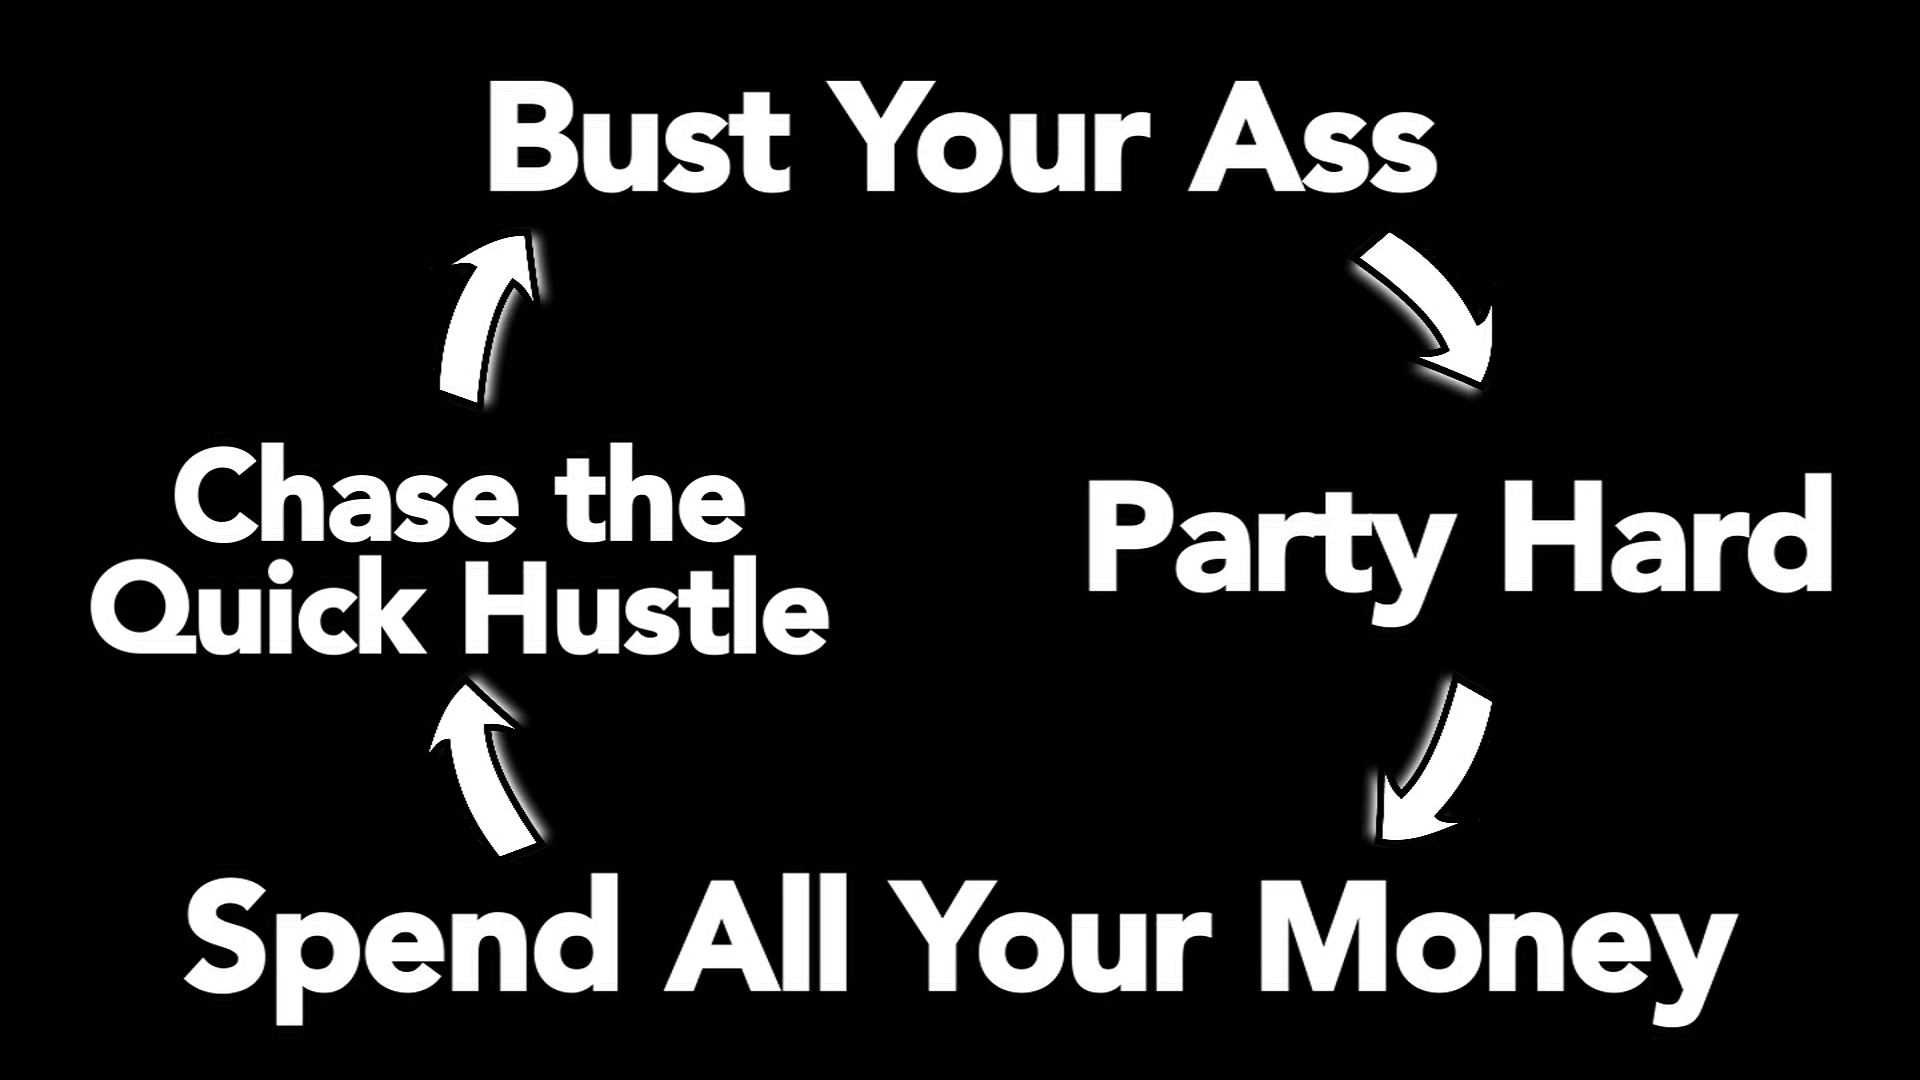 Bust Your Ass
Chase the
Quick Hustle
Party Hard
Spend All Your Money